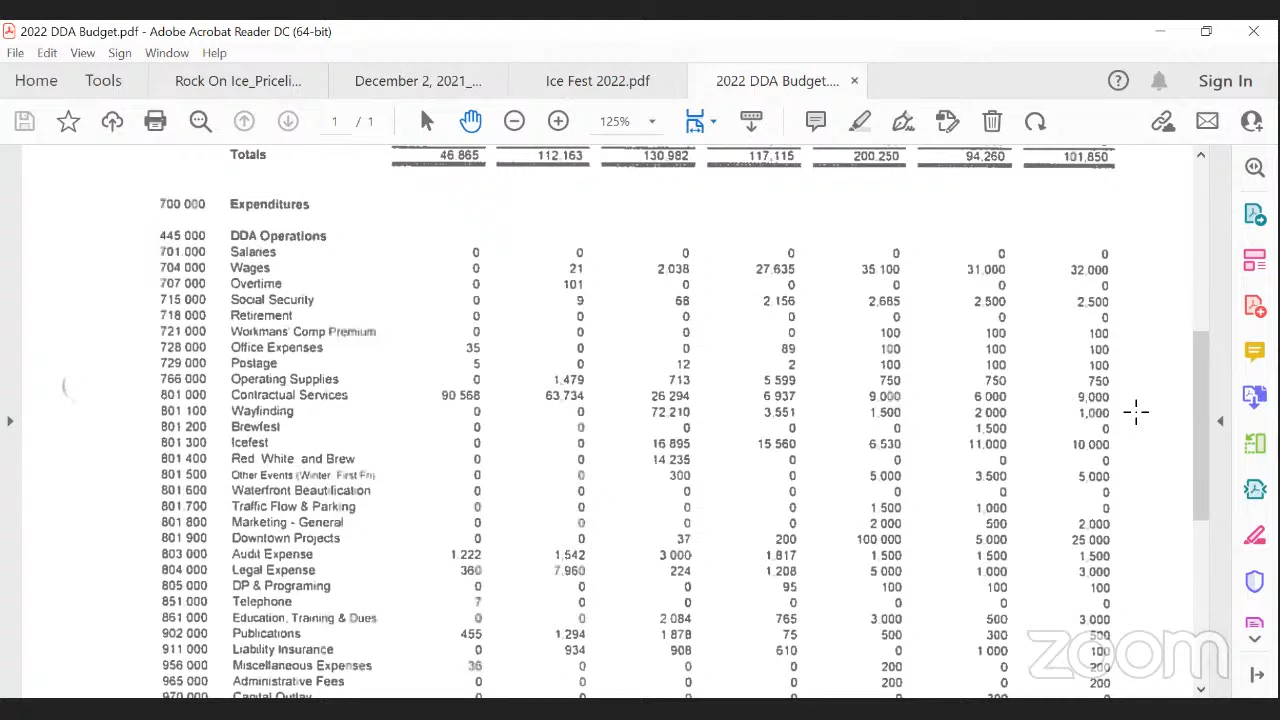 2022 DDA Budget.pdf - Adobe Acrobat Reader DC (64-bit)
File Edit View Sign Window Help
Home Tools Rock On Ice_Priceli... December 2, 2021_... Ice Fest 2022.pdf 2022 DDA Budget.... × ? Sign In
1 / 1 125%
Totals 46,865 112,163 130,982 117,115 200,250 94,260 101,850
700 000 Expenditures
445 000 DDA Operations
701 000 Salaries 0 0 0 0 0 0 0
704 000 Wages 0 21 2 038 27,635 35 100 31,000 32,000
707 000 Overtime 0 101 0 0 0 0 0
715 000 Social Security 0 9 68 2,156 2,685 2,500 2,500
718 000 Retirement 0 0 0 0 0 0 0
721 000 Workmans' Comp Premium 0 0 0 0 100 100 100
728 000 Office Expenses 35 0 0 89 100 100 100
729 000 Postage 5 0 12 2 100 100 100
766 000 Operating Supplies 0 1,479 713 5 599 750 750 750
801 000 Contractual Services 90 568 63,734 26 294 6 937 9,000 6 000 9,000
801 100 Wayfinding 0 0 72,210 3,551 1,500 2 000 1,000
801 200 Brewfest 0 0 0 0 0 1,500 0
801 300 Icefest 0 0 16 895 15 560 6,530 11,000 10 000
801 400 Red White and Brew 0 0 14 235 0 0 0 0
801 500 Other Events (Winter, First Fri, 0 0 300 0 5 000 3 500 5,000
801 600 Waterfront Beautification 0 0 0 0 0 0 0
801.700 Traffic Flow & Parking 0 0 0 0 1 500 1,000 0
801 800 Marketing - General 0 0 0 0 2 000 500 2,000
801 900 Downtown Projects 0 0 37 200 100 000 5 000 25 000
803 000 Audit Expense 1 222 1,542 3 000 1,817 1 500 1 500 1,500
804 000 Legal Expense 360 7,960 224 1,208 5 000 1 000 3,000
805 000 DP & Programing 0 0 0 95 100 100 100
851 000 Telephone 7 0 0 0 0 0 0
861 000 Education, Training & Dues 0 0 2 084 765 3 000 500 3 000
902 000 Publications 455 1,294 1 878 75 500 300 500
911 000 Liability Insurance 0 934 908 610 0 1 000 100
956 000 Miscellaneous Expenses 36 0 0 0 200 0 200
965 000 Administrative Fees 0 0 0 0 200 0 200
970 000 Capital Outlay
zoom